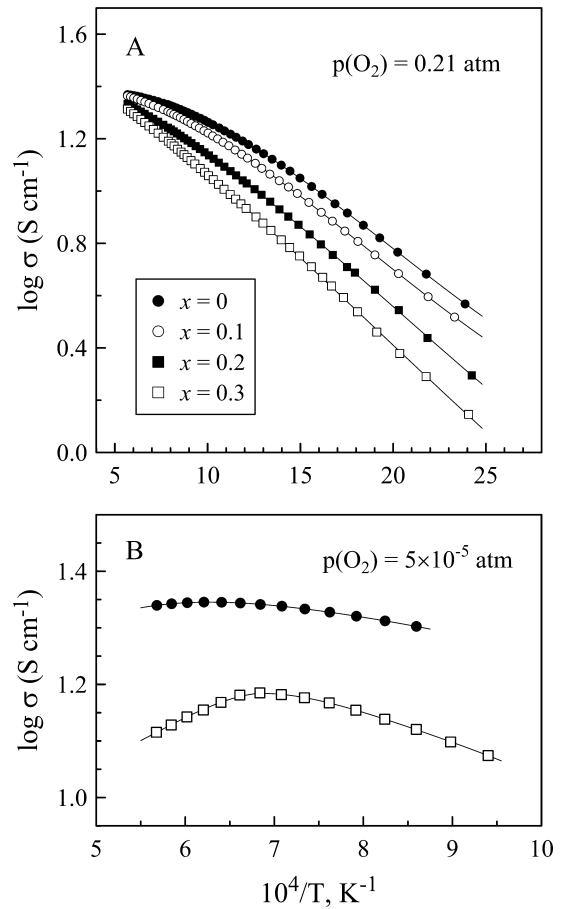 A
p(O₂) = 0.21 atm
1.6
1.2
0.8
0.4
0.0
log σ (S cm⁻¹)
x = 0
x = 0.1
x = 0.2
x = 0.3
5 10 15 20 25
B
p(O₂) = 5×10⁻⁵ atm
1.4
1.2
1.0
log σ (S cm⁻¹)
5 6 7 8 9 10
10⁴/T, K⁻¹